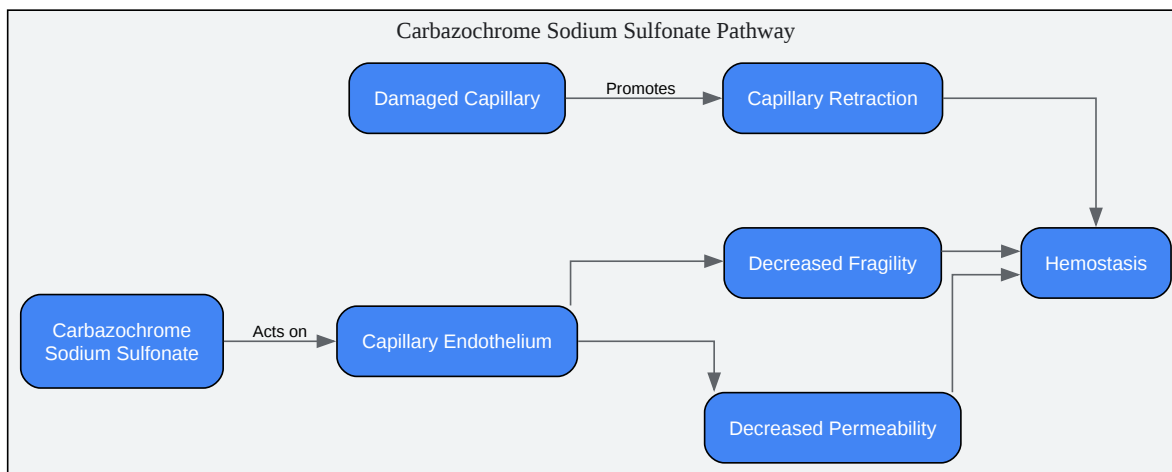 Carbazochrome Sodium Sulfonate Pathway
Damaged Capillary
Promotes
Capillary Retraction
Decreased Fragility
Hemostasis
Carbazochrome
Sodium Sulfonate
Acts on
Capillary Endothelium
Decreased Permeability